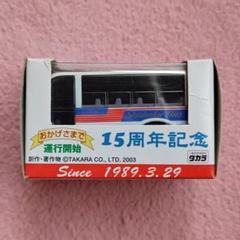 おかげさまで
運行開始
15周年記念
製作・著作物 ©TAKARA CO., LTD. 2003
タカラ
Since 1989.3.29